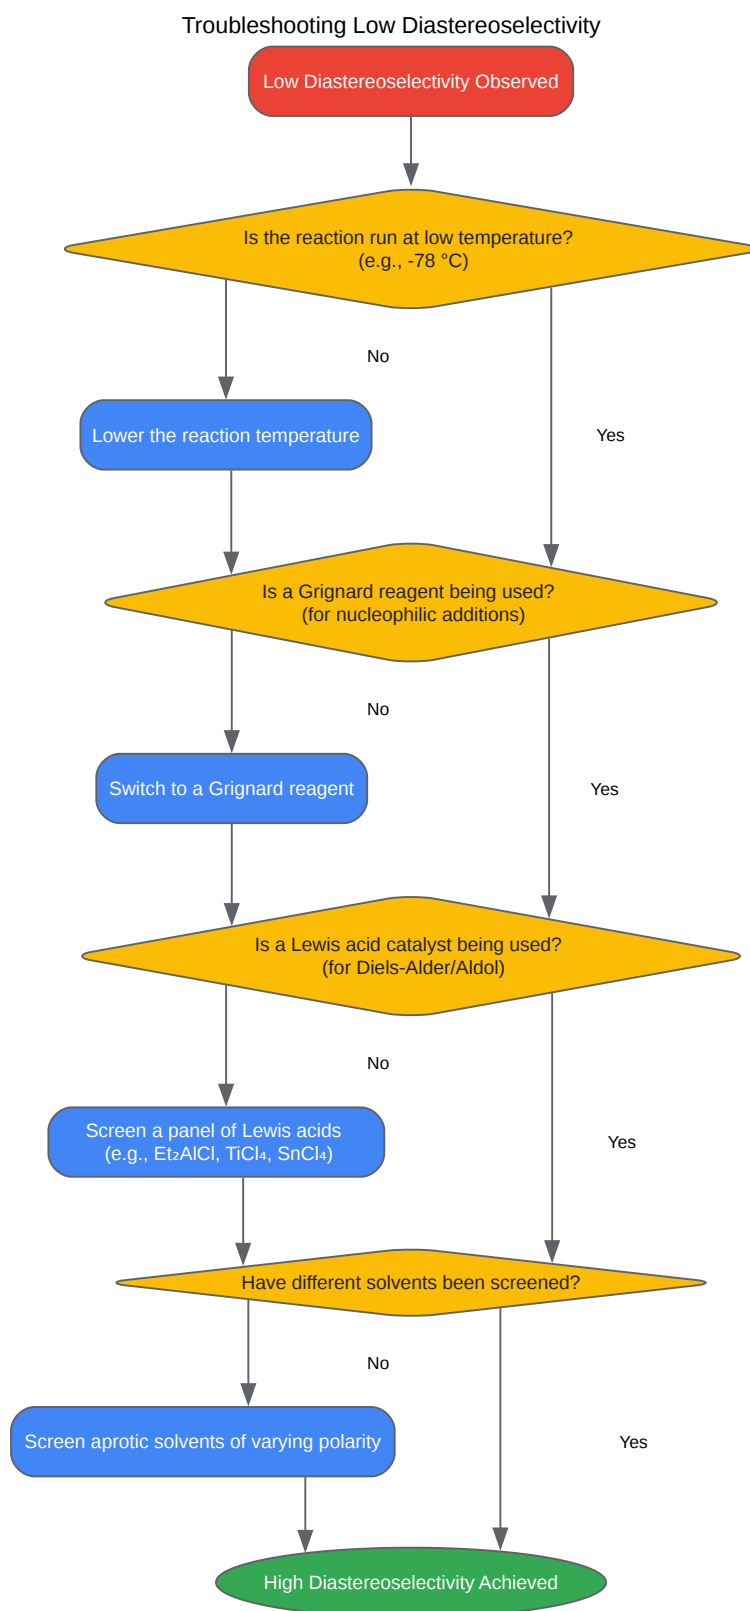 Troubleshooting Low Diastereoselectivity
Low Diastereoselectivity Observed
Is the reaction run at low temperature?
(e.g., -78 °C)
No
Lower the reaction temperature
Yes
Is a Grignard reagent being used?
(for nucleophilic additions)
No
Switch to a Grignard reagent
Yes
Is a Lewis acid catalyst being used?
(for Diels-Alder/Aldol)
No
Screen a panel of Lewis acids
(e.g., Et₂AlCl, TiCl₄, SnCl₄)
Yes
Have different solvents been screened?
No
Screen aprotic solvents of varying polarity
Yes
High Diastereoselectivity Achieved